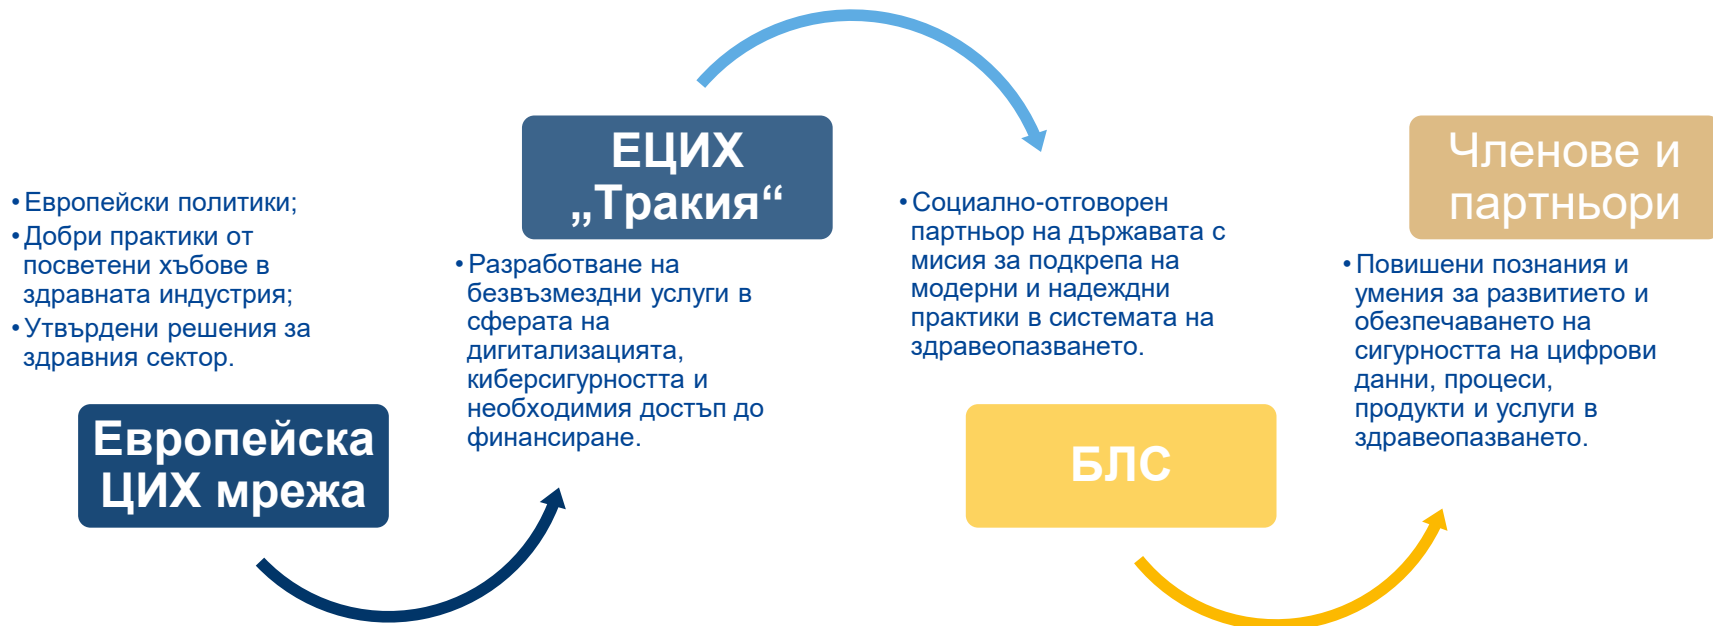 • Европейски политики;
• Добри практики от
посветени хъбове в
здравната индустрия;
• Утвърдени решения за
здравния сектор.
Европейска
ЦИХ мрежа
ЕЦИХ
„Тракия“
• Разработване на
безвъзмездни услуги в
сферата на
дигитализацията,
киберсигурността и
необходимия достъп до
финансиране.
• Социално-отговорен
партньор на държавата с
мисия за подкрепа на
модерни и надеждни
практики в системата на
здравеопазването.
БЛС
Членове и
партньори
• Повишени познания и
умения за развитието и
обезпечаването на
сигурността на цифрови
данни, процеси,
продукти и услуги в
здравеопазването.